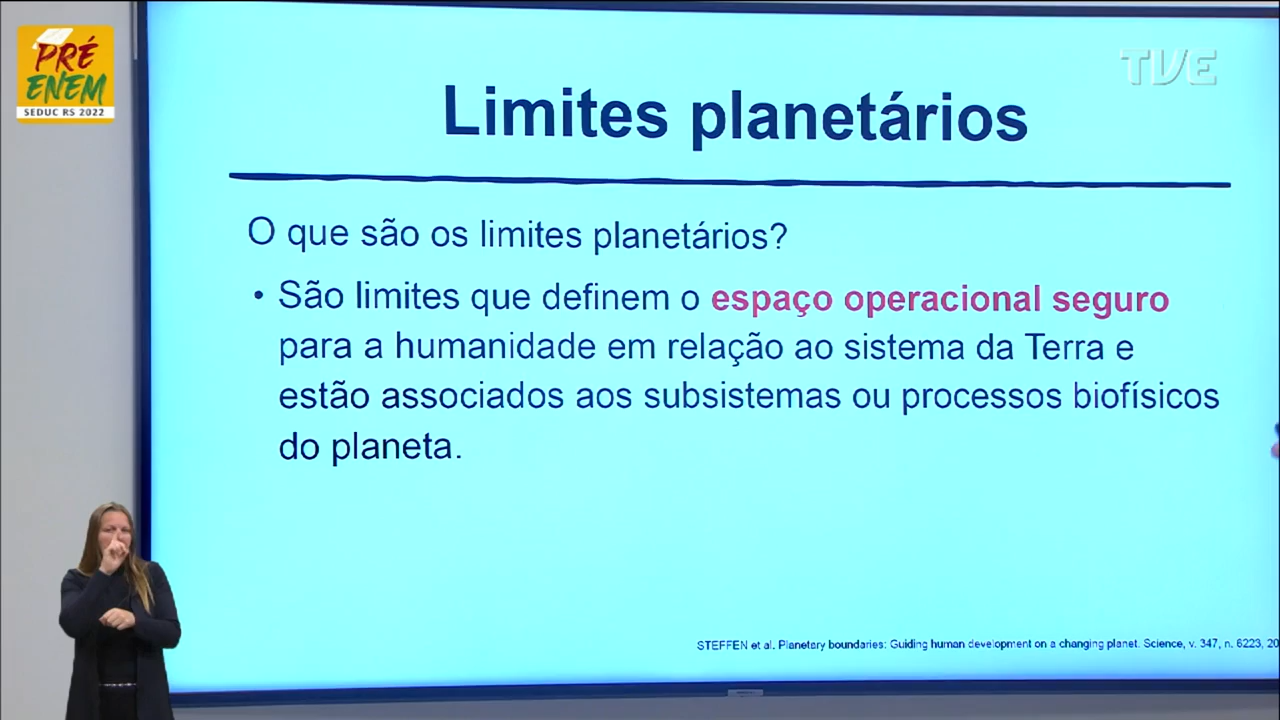 PRÉ
ENEM
SEDUC RS 2022
TVE
Limites planetários
O que são os limites planetários?
• São limites que definem o espaço operacional seguro
para a humanidade em relação ao sistema da Terra e
estão associados aos subsistemas ou processos biofísicos
do planeta.
STEFFEN et al. Planetary boundaries: Guiding human development on a changing planet. Science, v. 347, n. 6223, 20